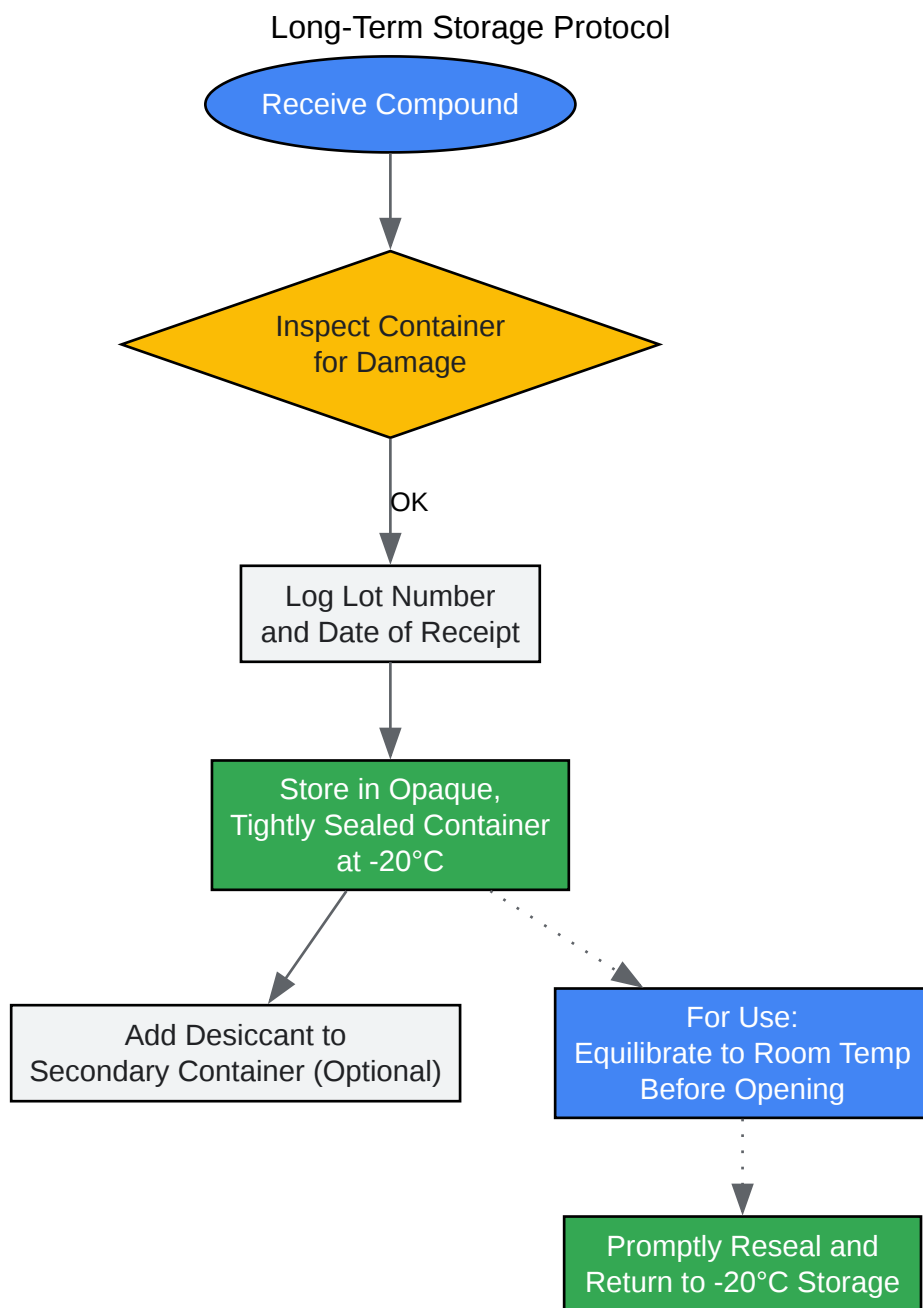 Long-Term Storage Protocol
Receive Compound
Inspect Container
for Damage
OK
Log Lot Number
and Date of Receipt
Store in Opaque,
Tightly Sealed Container
at -20°C
Add Desiccant to
Secondary Container (Optional)
For Use:
Equilibrate to Room Temp
Before Opening
Promptly Reseal and
Return to -20°C Storage